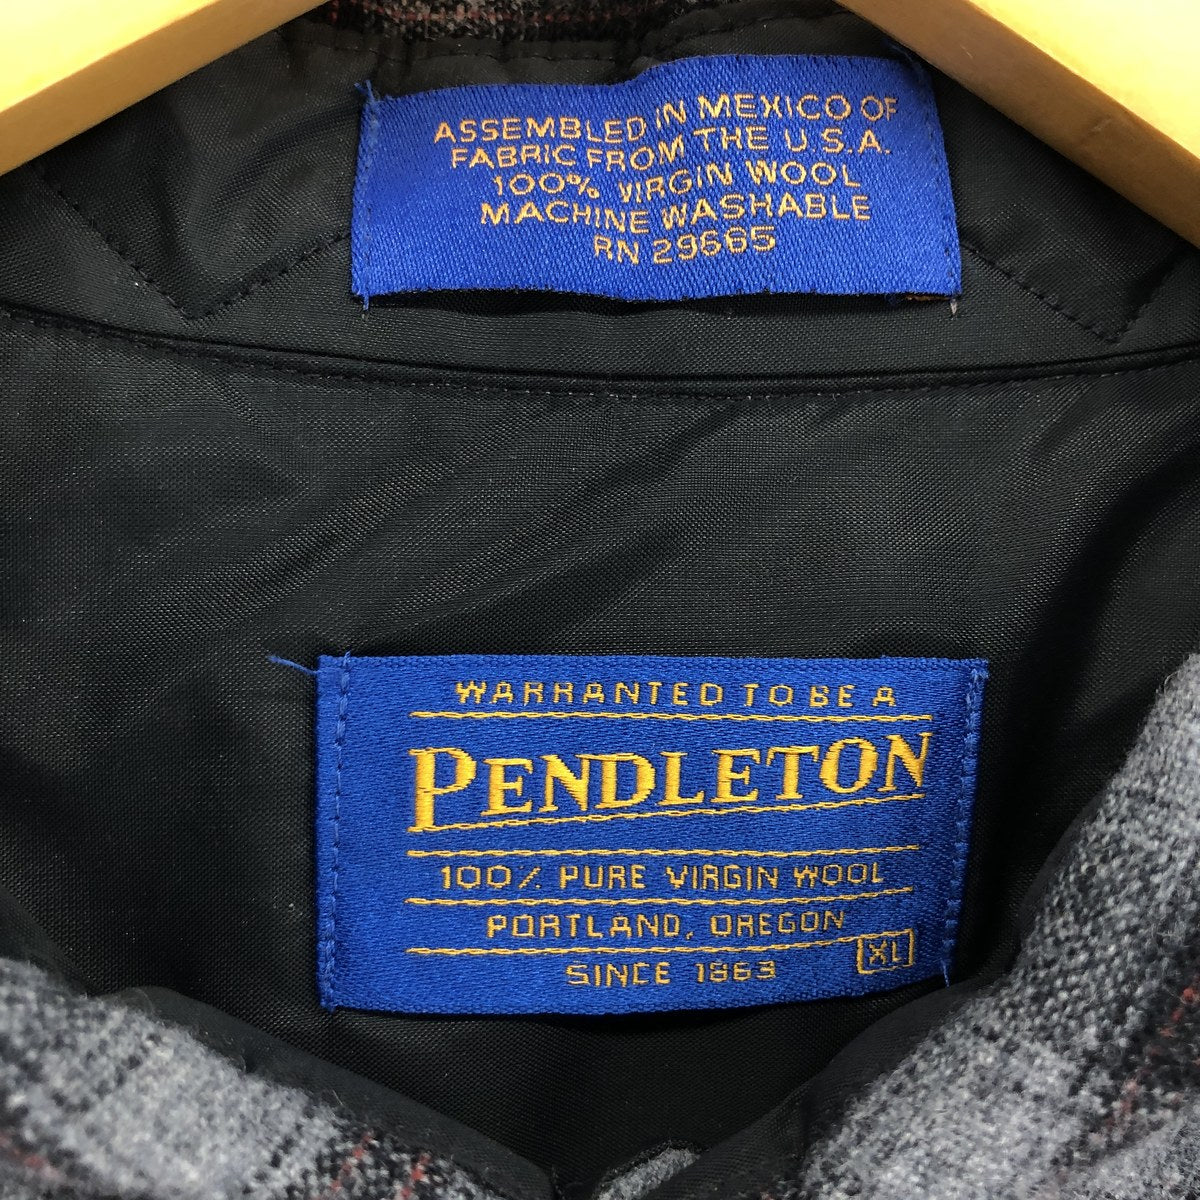 ASSEMBLED IN MEXICO OF
FABRIC FROM THE U.S.A.
100% VIRGIN WOOL
MACHINE WASHABLE
RN 29665
WARRANTED TO BE A
PENDLETON
100% PURE VIRGIN WOOL
PORTLAND, OREGON
SINCE 1863
XL